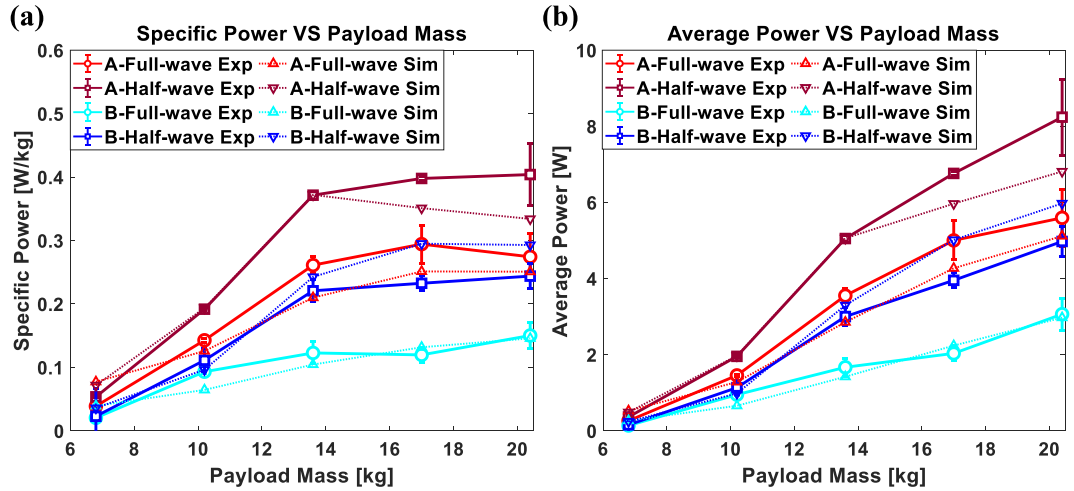 (a)
Specific Power VS Payload Mass
0.6
0.5
0.4
0.3
0.2
0.1
0
Specific Power [W/kg]
A-Full-wave Exp
A-Half-wave Exp
B-Full-wave Exp
B-Half-wave Exp
A-Full-wave Sim
A-Half-wave Sim
B-Full-wave Sim
B-Half-wave Sim
6 8 10 12 14 16 18 20
Payload Mass [kg]
(b)
Average Power VS Payload Mass
10
8
6
4
2
0
Average Power [W]
A-Full-wave Exp
A-Half-wave Exp
B-Full-wave Exp
B-Half-wave Exp
A-Full-wave Sim
A-Half-wave Sim
B-Full-wave Sim
B-Half-wave Sim
6 8 10 12 14 16 18 20
Payload Mass [kg]